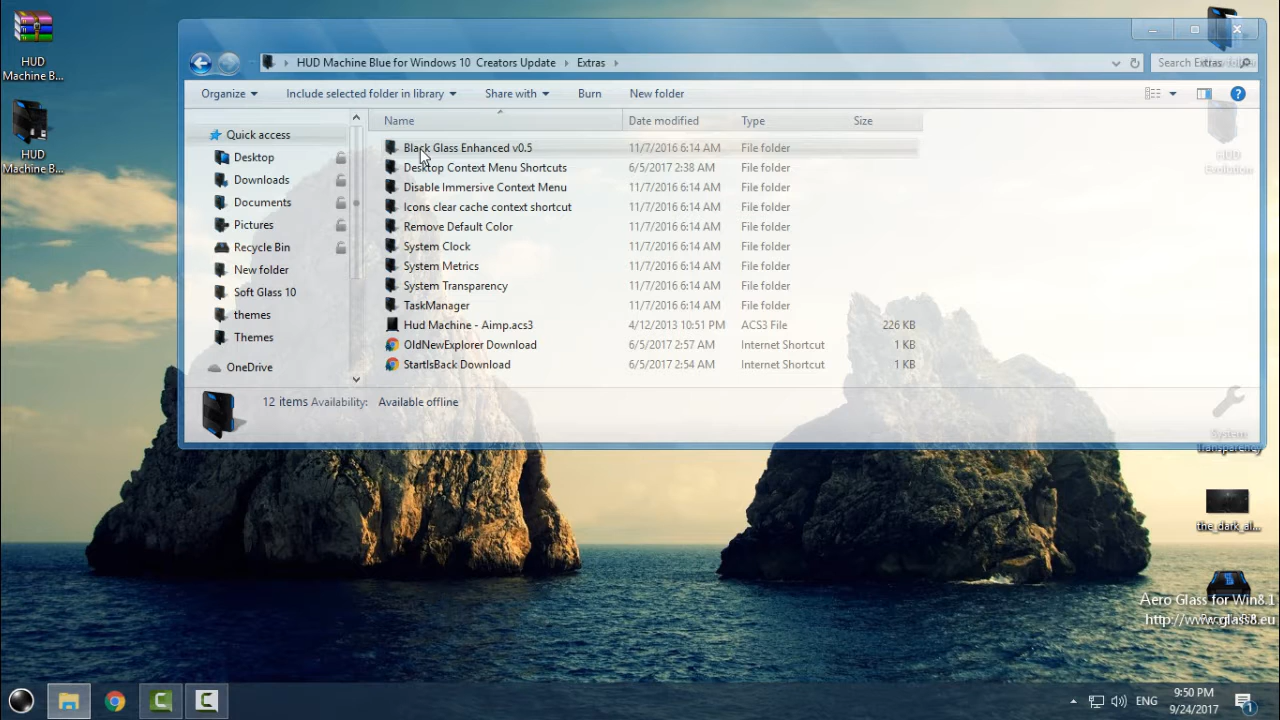 HUD
Machine B...
HUD
Machine B...
HUD Machine Blue for Windows 10 Creators Update
Extras
Search Extras
Organize
Include selected folder in library
Share with
Burn
New folder
Name
Date modified
Type
Size
Quick access
Desktop
Downloads
Documents
Pictures
Recycle Bin
New folder
Soft Glass 10
themes
Themes
OneDrive
Black Glass Enhanced v0.5 11/7/2016 6:14 AM File folder
Desktop Context Menu Shortcuts 6/5/2017 2:38 AM File folder
Disable Immersive Context Menu 11/7/2016 6:14 AM File folder
Icons clear cache context shortcut 11/7/2016 6:14 AM File folder
Remove Default Color 11/7/2016 6:14 AM File folder
System Clock 11/7/2016 6:14 AM File folder
System Metrics 11/7/2016 6:14 AM File folder
System Transparency 11/7/2016 6:14 AM File folder
TaskManager 11/7/2016 6:14 AM File folder
Hud Machine - Aimp.acs3 4/12/2013 10:51 PM ACS3 File 226 KB
OldNewExplorer Download 6/5/2017 2:57 AM Internet Shortcut 1 KB
StartIsBack Download 6/5/2017 2:54 AM Internet Shortcut 1 KB
12 items Availability: Available offline
HUD
Evolution
System
Transparency
the_dark_al...
Aero Glass for Win8.1
http://www.glass8.eu
ENG
9:50 PM
9/24/2017
1